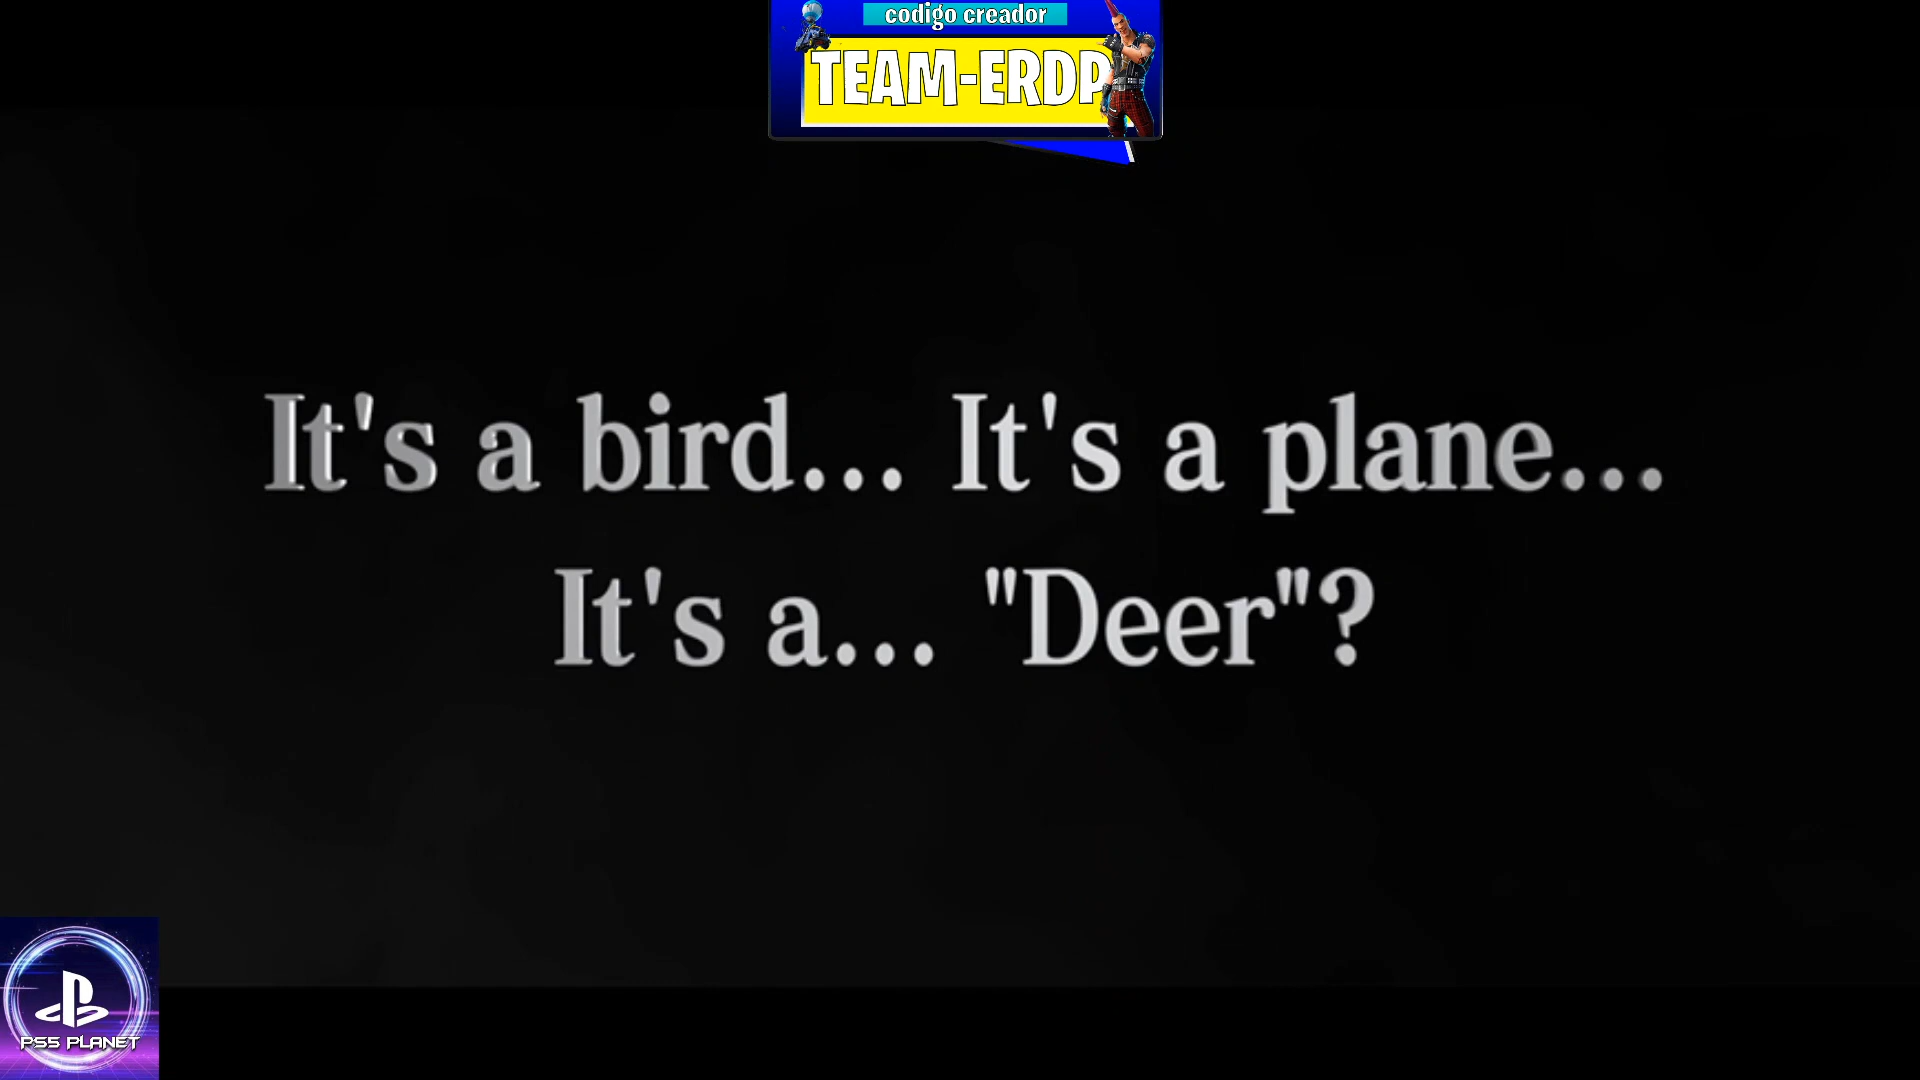 codigo creador
TEAM-ERDP
It's a bird... It's a plane...
It's a... "Deer"?
PS5 PLANET